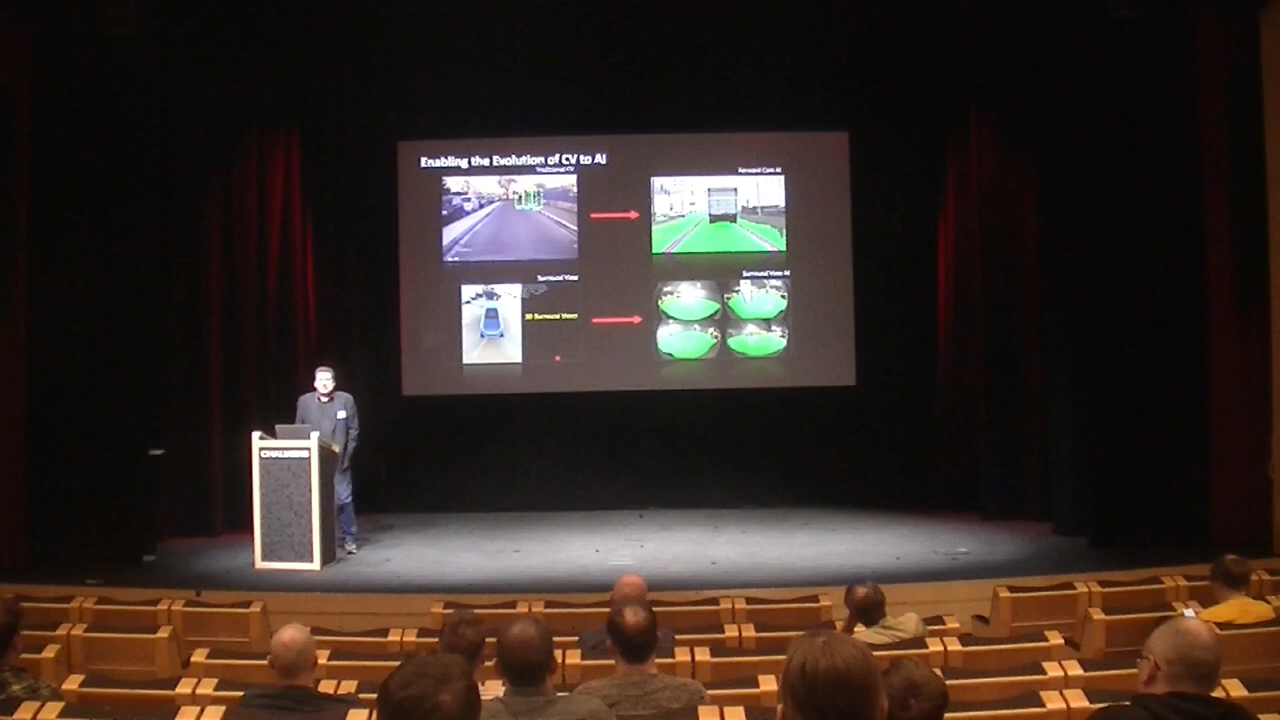 Enabling the Evolution of CV to AI
Traditional CV
Forward Cam AI
Surround View
Surround View AI
3D Surround View
CHALMERS